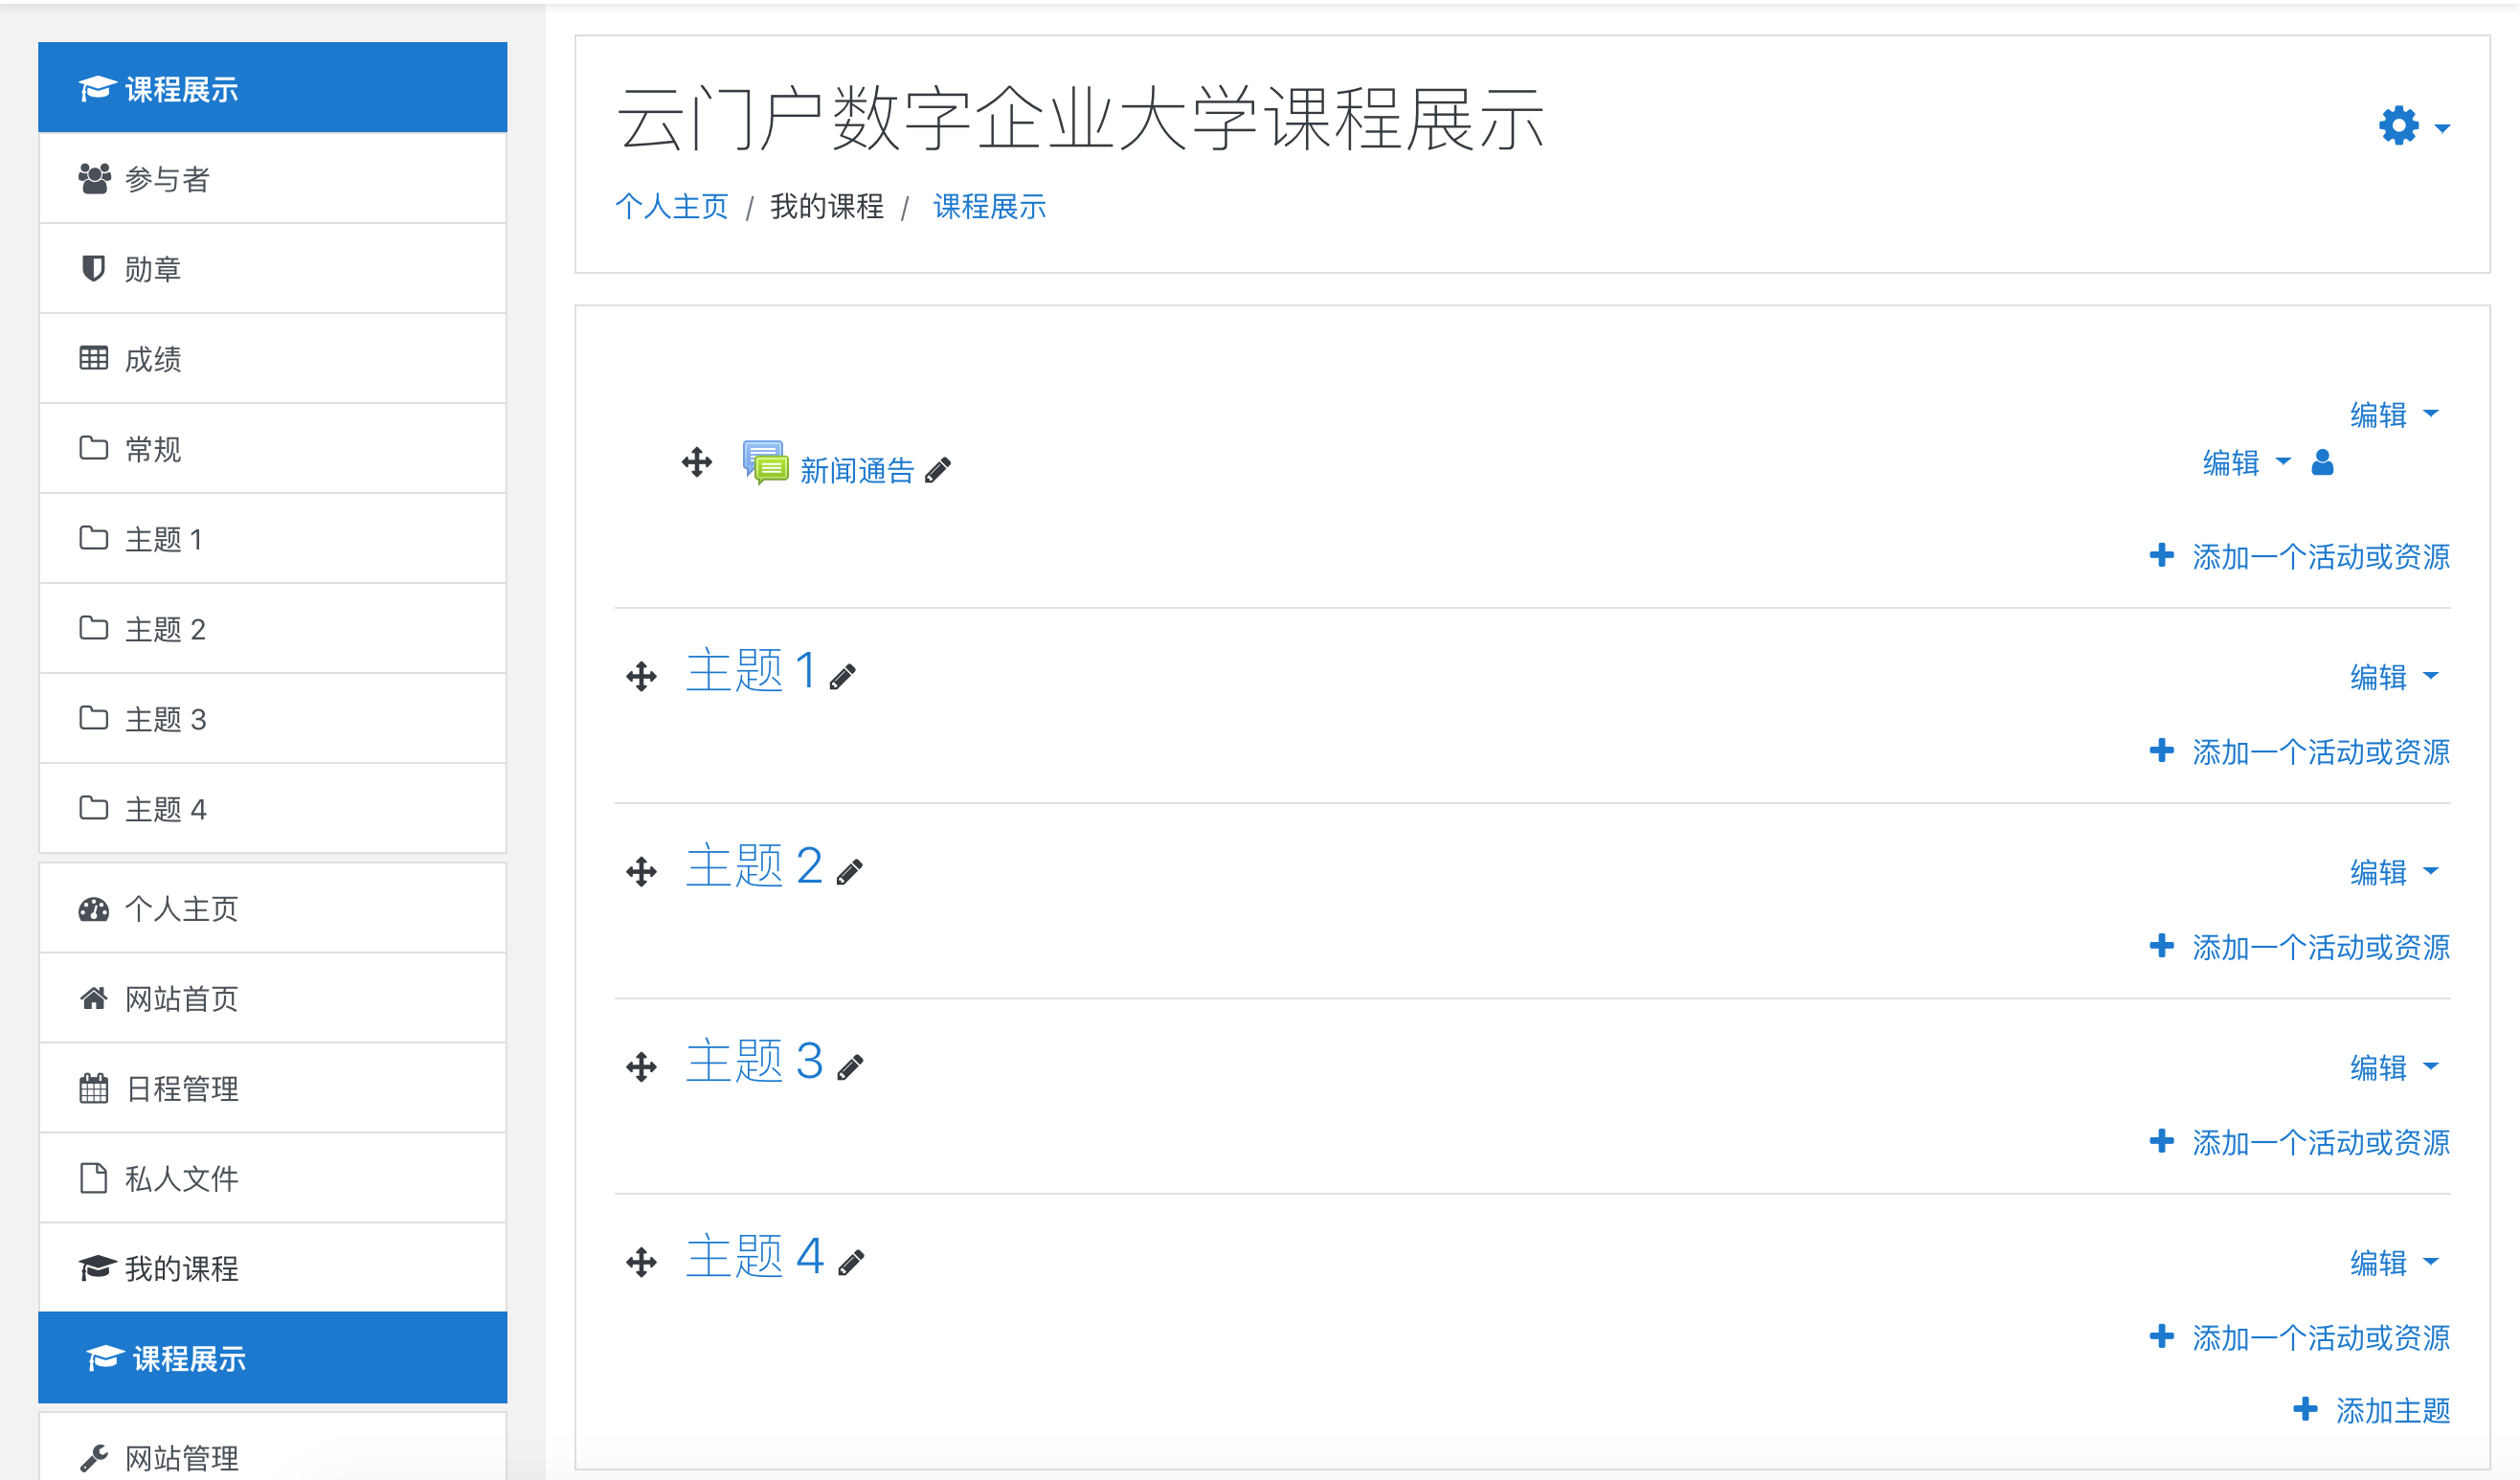 课程展示
参与者
勋章
成绩
常规
主题 1
主题 2
主题 3
主题 4
个人主页
网站首页
日程管理
私人文件
我的课程
课程展示
网站管理
云门户数字企业大学课程展示
个人主页 / 我的课程 / 课程展示
编辑
新闻通告 编辑
添加一个活动或资源
主题 1 编辑
添加一个活动或资源
主题 2 编辑
添加一个活动或资源
主题 3 编辑
添加一个活动或资源
主题 4 编辑
添加一个活动或资源
添加主题